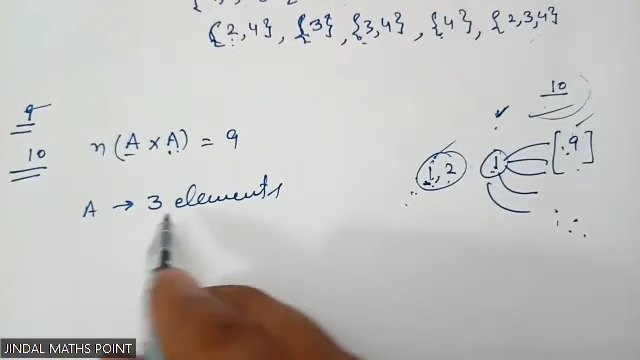 {2,4}, {3}, {3,4}, {4}, {2,3,4}
9
10
n(A × A) = 9
A → 3 elements
10
1,2
1
[9]
JINDAL MATHS POINT